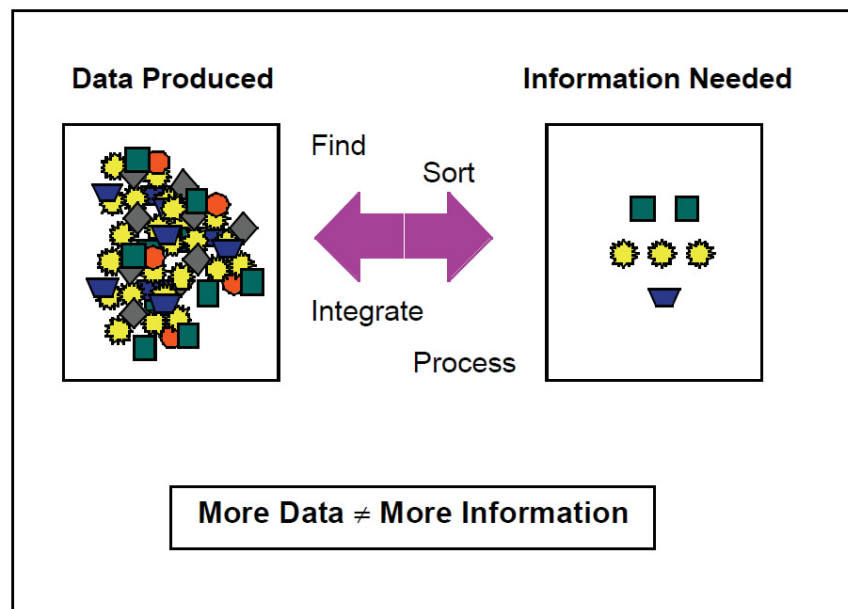 Data Produced
Information Needed
Find
Sort
Integrate
Process
More Data ≠ More Information